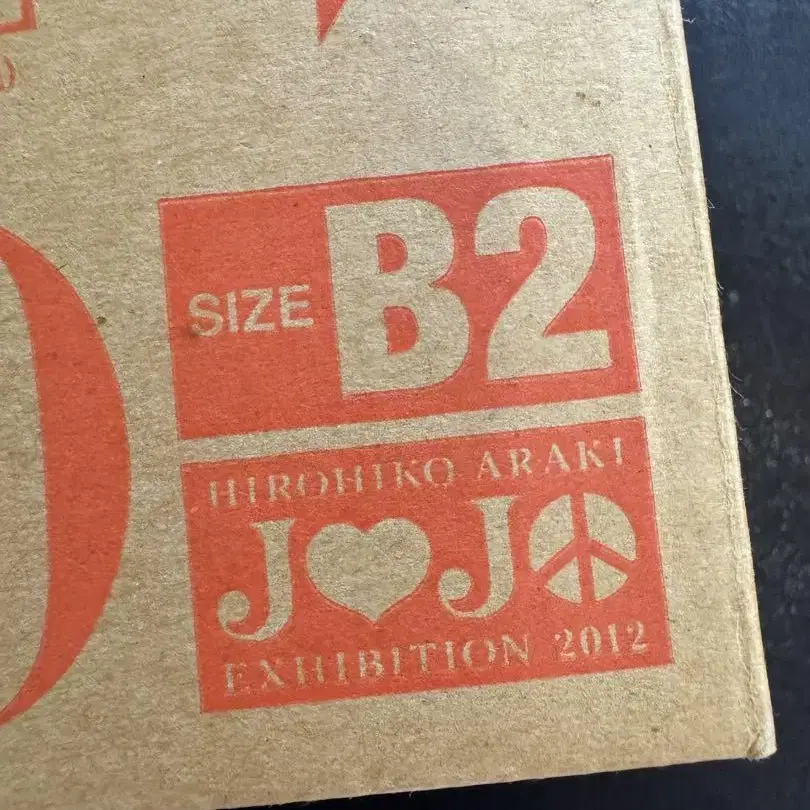 SIZE B2
HIROHIKO ARAKI
J♥J☮
EXHIBITION 2012